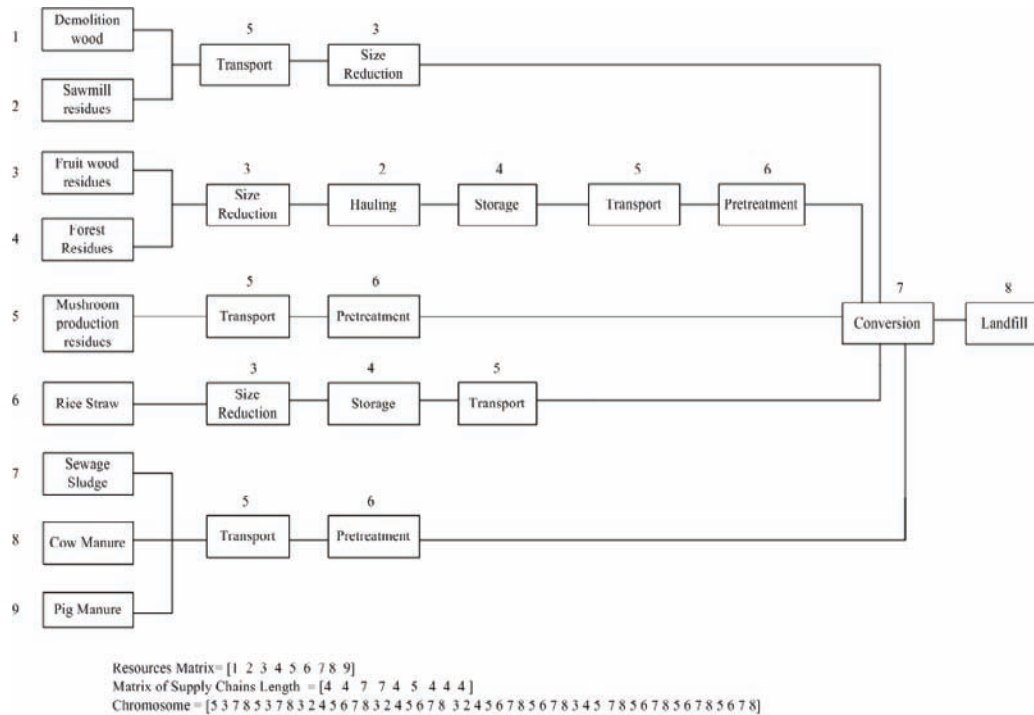 1
Demolition
wood
2
Sawmill
residues
5
Transport
3
Size
Reduction
3
Fruit wood
residues
4
Forest
Residues
3
Size
Reduction
2
Hauling
4
Storage
5
Transport
6
Pretreatment
5
Mushroom
production
residues
5
Transport
6
Pretreatment
7
Conversion
8
Landfill
6
Rice Straw
3
Size
Reduction
4
Storage
5
Transport
7
Sewage
Sludge
8
Cow Manure
9
Pig Manure
5
Transport
6
Pretreatment
Resources Matrix= [1 2 3 4 5 6 7 8 9]
Matrix of Supply Chains Length = [4 4 7 7 4 5 4 4 4 ]
Chromosome = [5 3 7 8 5 3 7 8 3 2 4 5 6 7 8 3 2 4 5 6 7 8 3 2 4 5 6 7 8 5 6 7 8 3 4 5 7 8 5 6 7 8 5 6 7 8 5 6 7 8]